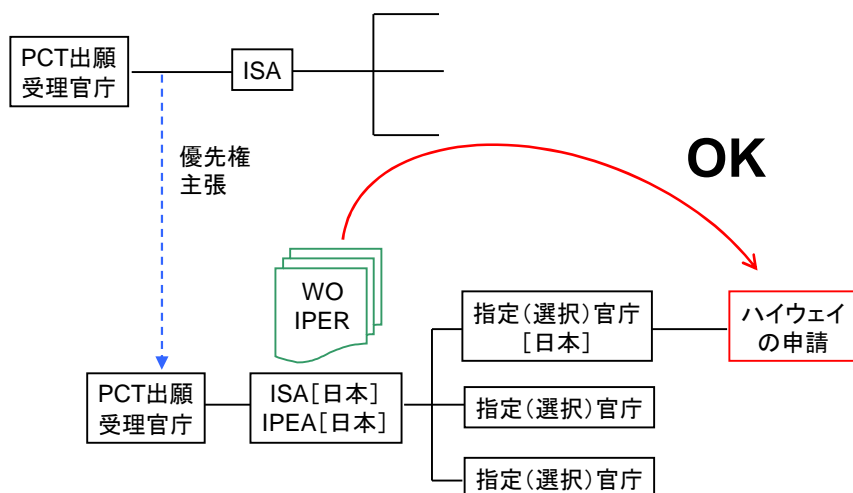 PCT出願
受理官庁
ISA
優先権
主張
OK
WO
IPER
指定(選択)官庁
[日本]
ハイウェイ
の申請
PCT出願
受理官庁
ISA[日本]
IPEA[日本]
指定(選択)官庁
指定(選択)官庁